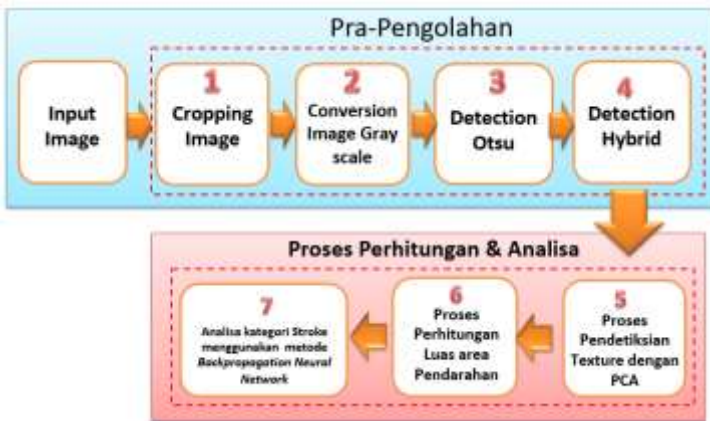 Pra-Pengolahan
Input
Image
1
Cropping
Image
2
Conversion
Image Gray
scale
3
Detection
Otsu
4
Detection
Hybrid
Proses Perhitungan & Analisa
5
Proses
Pendetiksian
Texture dengan
PCA
6
Proses
Perhitungan
Luas area
Pendarahan
7
Analisa kategori Stroke
menggunakan metode
Backpropagation Neural
Network